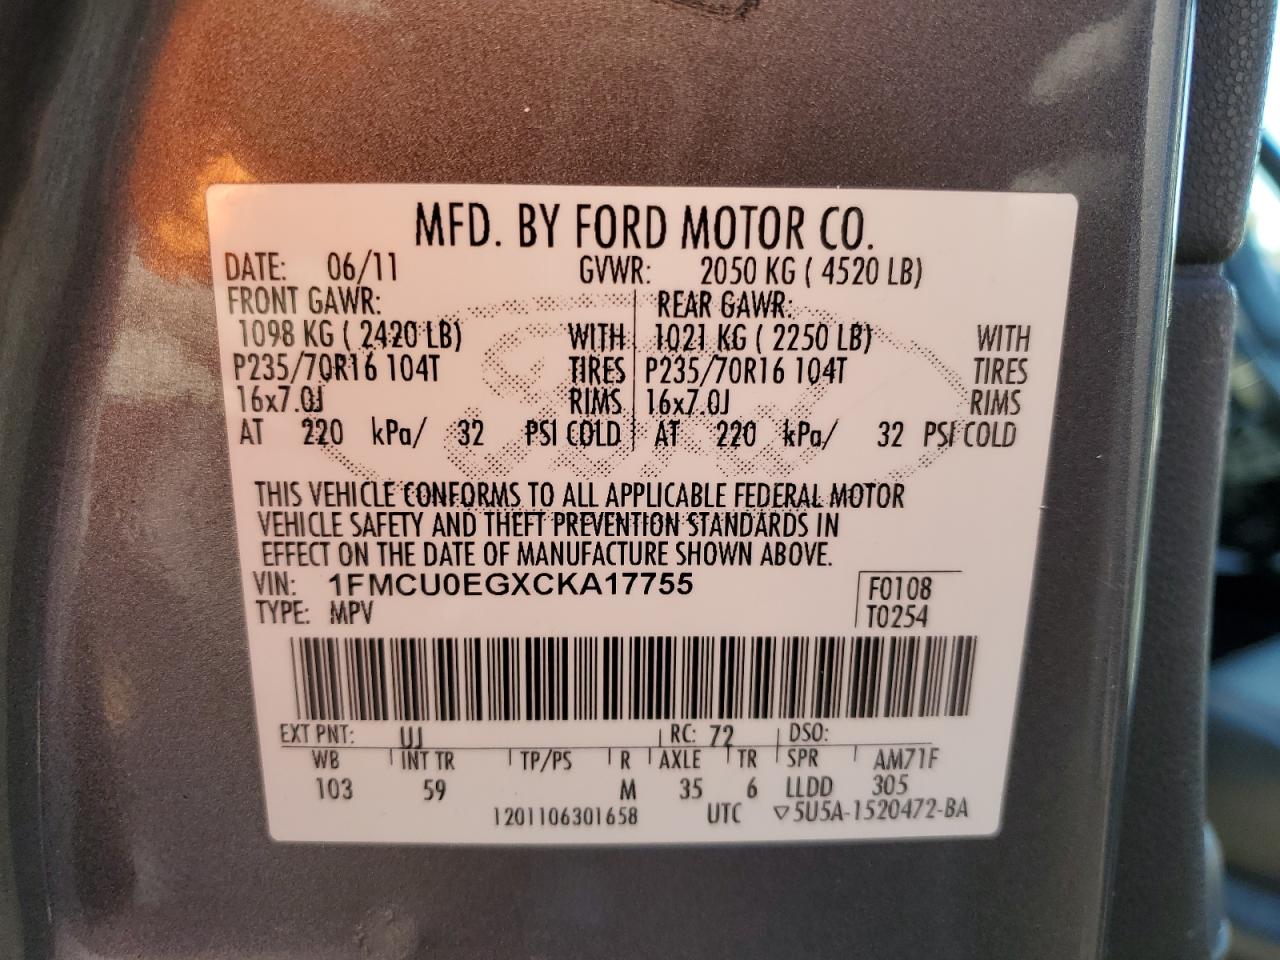 MFD. BY FORD MOTOR CO.
DATE: 06/11 GVWR: 2050 KG ( 4520 LB)
FRONT GAWR: REAR GAWR:
1098 KG ( 2420 LB) WITH 1021 KG ( 2250 LB) WITH
P235/70R16 104T TIRES P235/70R16 104T TIRES
16x7.0J RIMS 16x7.0J RIMS
AT 220 kPa/ 32 PSI COLD AT 220 kPa/ 32 PSI COLD
THIS VEHICLE CONFORMS TO ALL APPLICABLE FEDERAL MOTOR
VEHICLE SAFETY AND THEFT PREVENTION STANDARDS IN
EFFECT ON THE DATE OF MANUFACTURE SHOWN ABOVE.
VIN: 1FMCU0EGXCKA17755 F0108
TYPE: MPV T0254
EXT PNT: UJ RC: 72 DSO:
WB INT TR TP/PS R AXLE TR SPR AM71F
103 59 M 35 6 LLDD 305
1201106301658 UTC ▽5U5A-1520472-BA